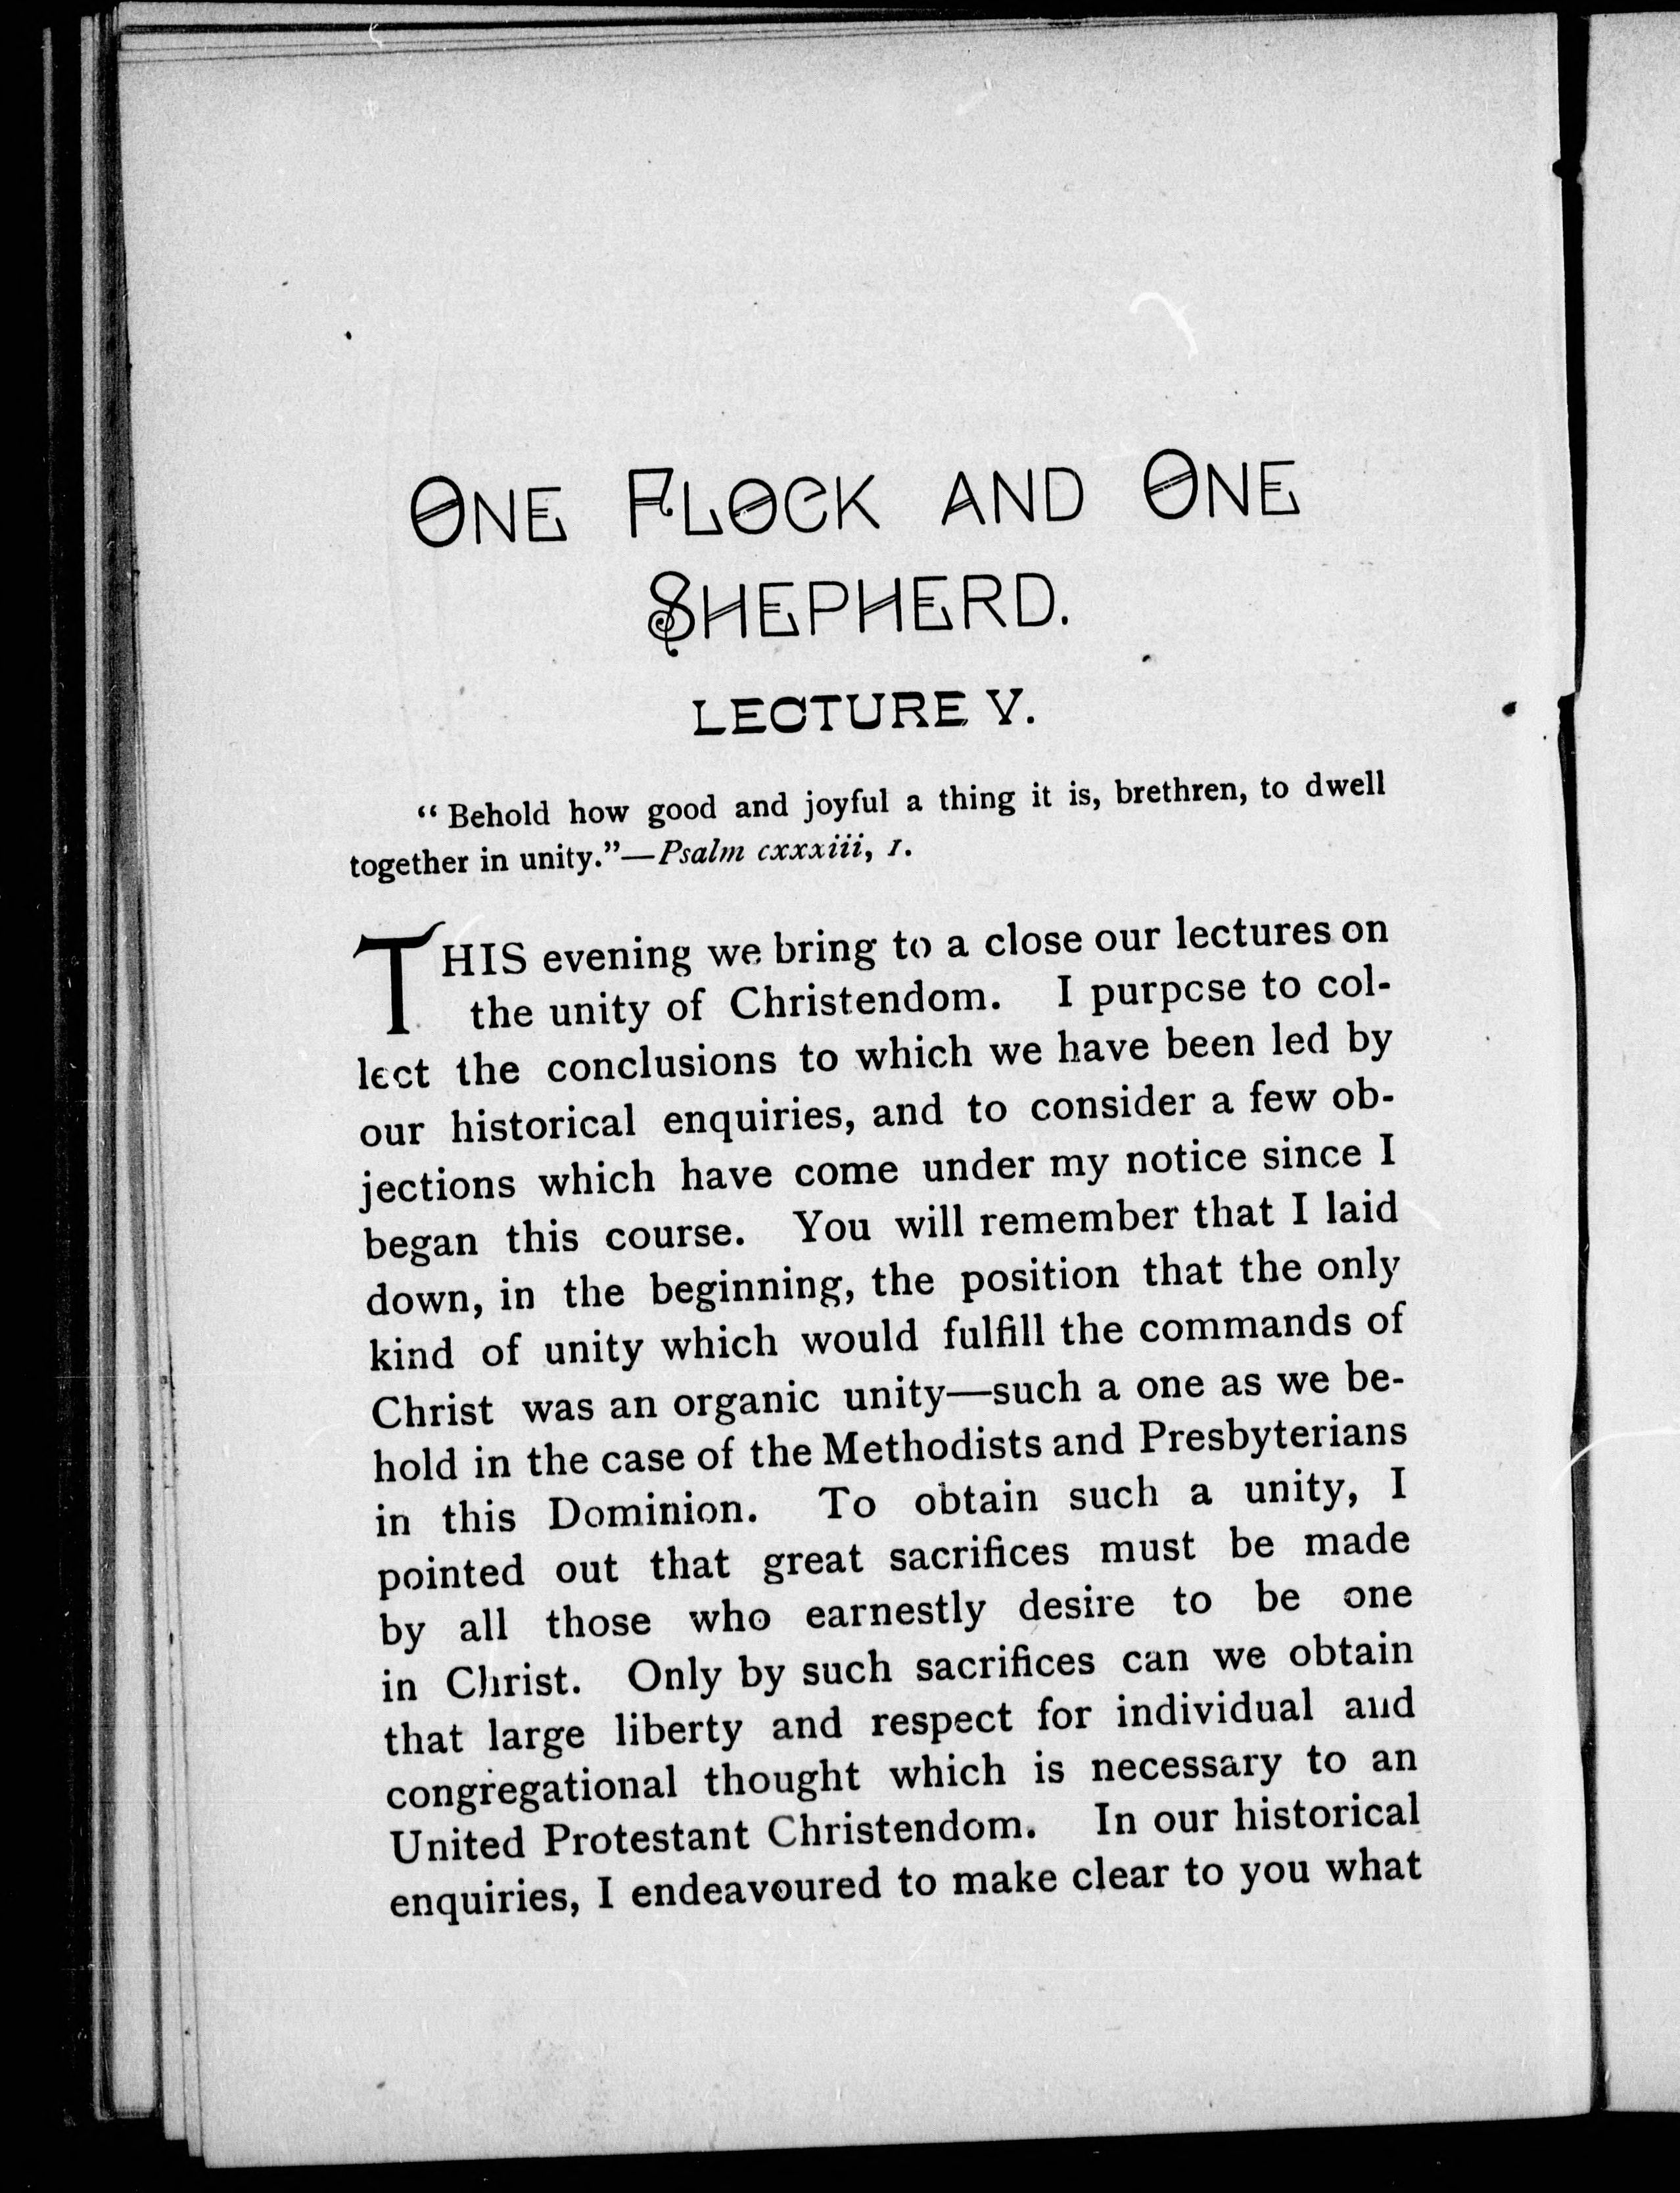 ONE FLOCK AND ONE
SHEPHERD.
LECTURE V.
“Behold how good and joyful a thing it is, brethren, to dwell
together in unity.”—Psalm cxxxiii, 1.
THIS evening we bring to a close our lectures on
the unity of Christendom. I purpose to col-
lect the conclusions to which we have been led by
our historical enquiries, and to consider a few ob-
jections which have come under my notice since I
began this course. You will remember that I laid
down, in the beginning, the position that the only
kind of unity which would fulfill the commands of
Christ was an organic unity—such a one as we be-
hold in the case of the Methodists and Presbyterians
in this Dominion. To obtain such a unity, I
pointed out that great sacrifices must be made
by all those who earnestly desire to be one
in Christ. Only by such sacrifices can we obtain
that large liberty and respect for individual and
congregational thought which is necessary to an
United Protestant Christendom. In our historical
enquiries, I endeavoured to make clear to you what